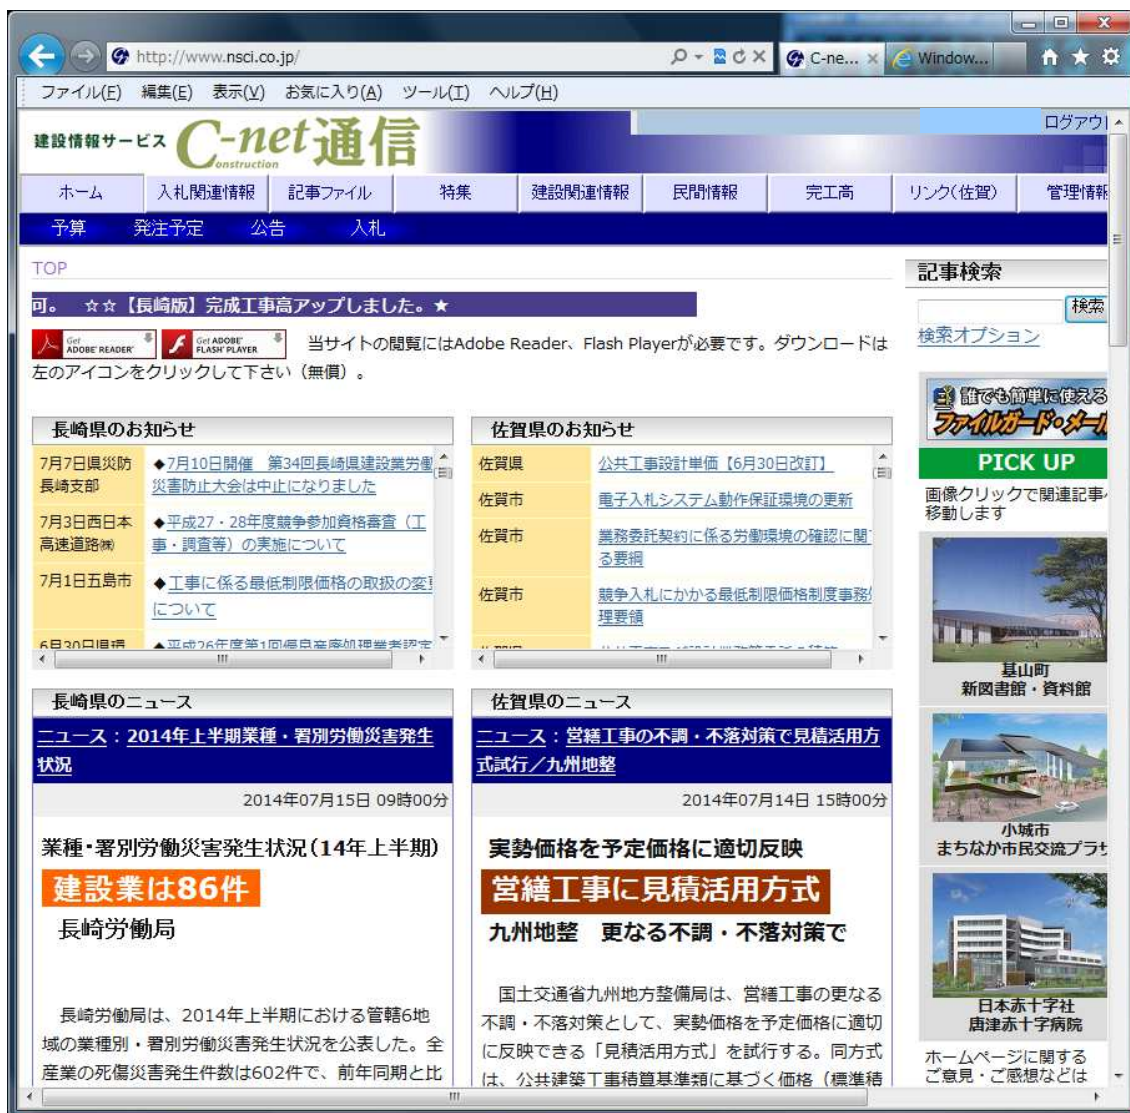 http://www.nsci.co.jp/
C-ne...
Window...
ファイル(F) 編集(E) 表示(V) お気に入り(A) ツール(T) ヘルプ(H)
建設情報サービス C-net通信
onstruction
ログアウト
ホーム 入札関連情報 記事ファイル 特集 建設関連情報 民間情報 完工高 リンク(佐賀) 管理情報
予算 発注予定 公告 入札
TOP
可。 ☆☆【長崎版】完成工事高アップしました。★
Get ADOBE READER
Get ADOBE FLASH PLAYER
当サイトの閲覧にはAdobe Reader、Flash Playerが必要です。ダウンロードは
左のアイコンをクリックして下さい（無償）。
長崎県のお知らせ
7月7日県災防長崎支部
◆7月10日開催 第34回長崎県建設業労働
災害防止大会は中止になりました
7月3日西日本高速道路㈱
◆平成27・28年度競争参加資格審査（工
事・調査等）の実施について
7月1日五島市
◆工事に係る最低制限価格の取扱の変更
について
6月30日県環
◆平成26年度第1回優良産廃処理業者認定
佐賀県のお知らせ
佐賀県 公共工事設計単価【6月30日改訂】
佐賀市 電子入札システム動作保証環境の更新
佐賀市 業務委託契約に係る労働環境の確認に関
る要綱
佐賀市 競争入札にかかる最低制限価格制度事務処
理要領
長崎県のニュース
ニュース：2014年上半期業種・署別労働災害発生
状況
2014年07月15日 09時00分
業種・署別労働災害発生状況(14年上半期)
建設業は86件
長崎労働局
長崎労働局は、2014年上半期における管轄6地
域の業種別・署別労働災害発生状況を公表した。全
産業の死傷災害発生件数は602件で、前年同期と比
佐賀県のニュース
ニュース：営繕工事の不調・不落対策で見積活用方
式試行／九州地整
2014年07月14日 15時00分
実勢価格を予定価格に適切反映
営繕工事に見積活用方式
九州地整 更なる不調・不落対策で
国土交通省九州地方整備局は、営繕工事の更なる
不調・不落対策として、実勢価格を予定価格に適切
に反映できる「見積活用方式」を試行する。同方式
は、公共建築工事積算基準類に基づく価格（標準積
記事検索
検索
検索オプション
誰でも簡単に使える
ファイルガード・メール
PICK UP
画像クリックで関連記事へ
移動します
基山町
新図書館・資料館
小城市
まちなか市民交流プラザ
日本赤十字社
唐津赤十字病院
ホームページに関する
ご意見・ご感想などは